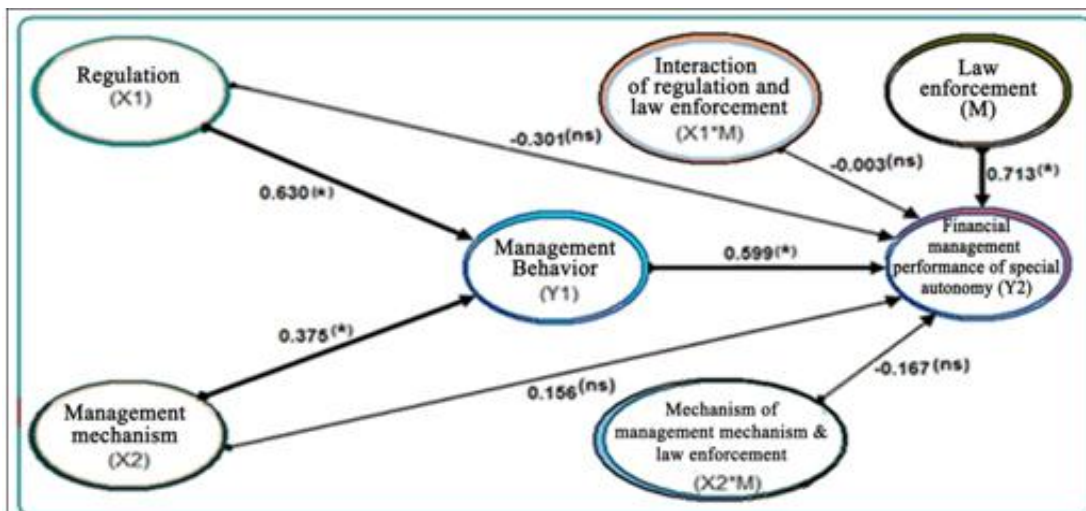 Regulation
(X1)
Interaction
of regulation and
law enforcement
(X1*M)
Law
enforcement
(M)
-0.301(ns)
-0.003(ns)
0.713(*)
0.630(*)
Management
Behavior
(Y1)
0.599(*)
Financial
management
performance of special
autonomy (Y2)
0.375(*)
0.156(ns)
-0.167(ns)
Management
mechanism
(X2)
Mechanism of
management mechanism &
law enforcement
(X2*M)